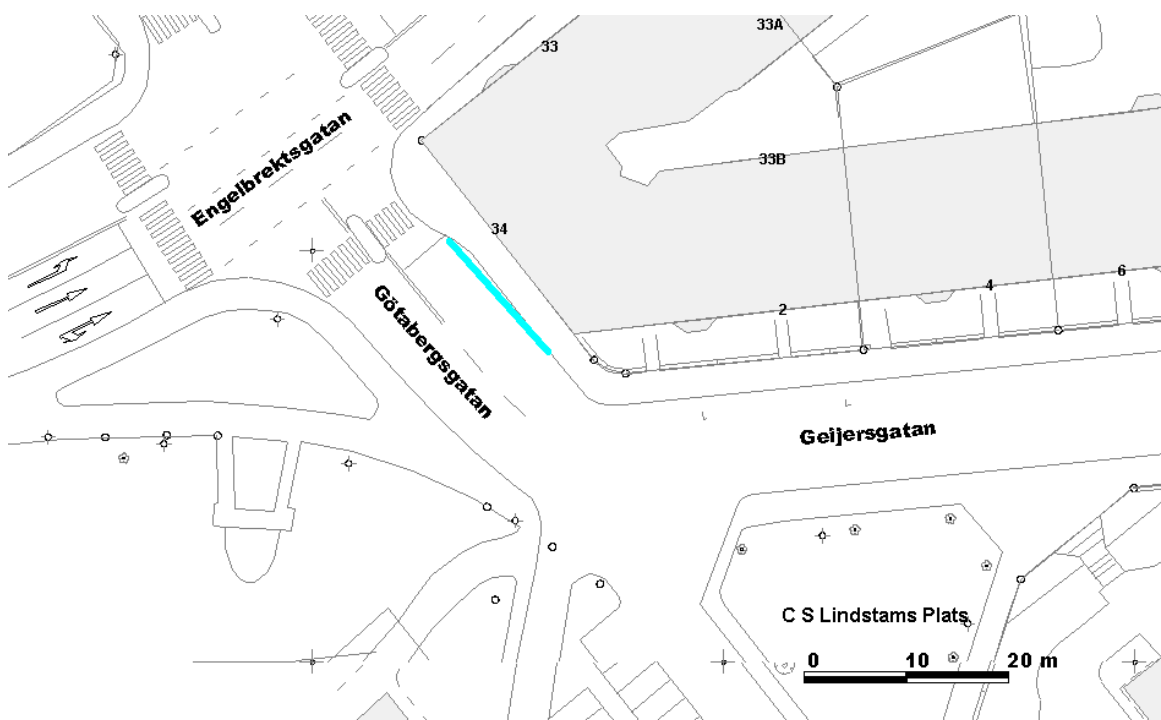 33A
33
33B
Engelbrektsgatan
34
6
4
2
Götabergsgatan
Geijersgatan
C S Lindstams Plats
0 10 20 m